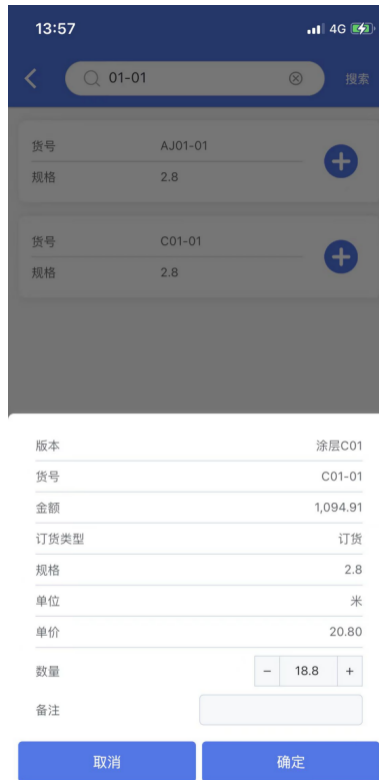 13:57 4G
01-01 搜索
货号 AJ01-01
规格 2.8
货号 C01-01
规格 2.8
版本 涂层C01
货号 C01-01
金额 1,094.91
订货类型 订货
规格 2.8
单位 米
单价 20.80
数量 − 18.8 +
备注
取消 确定